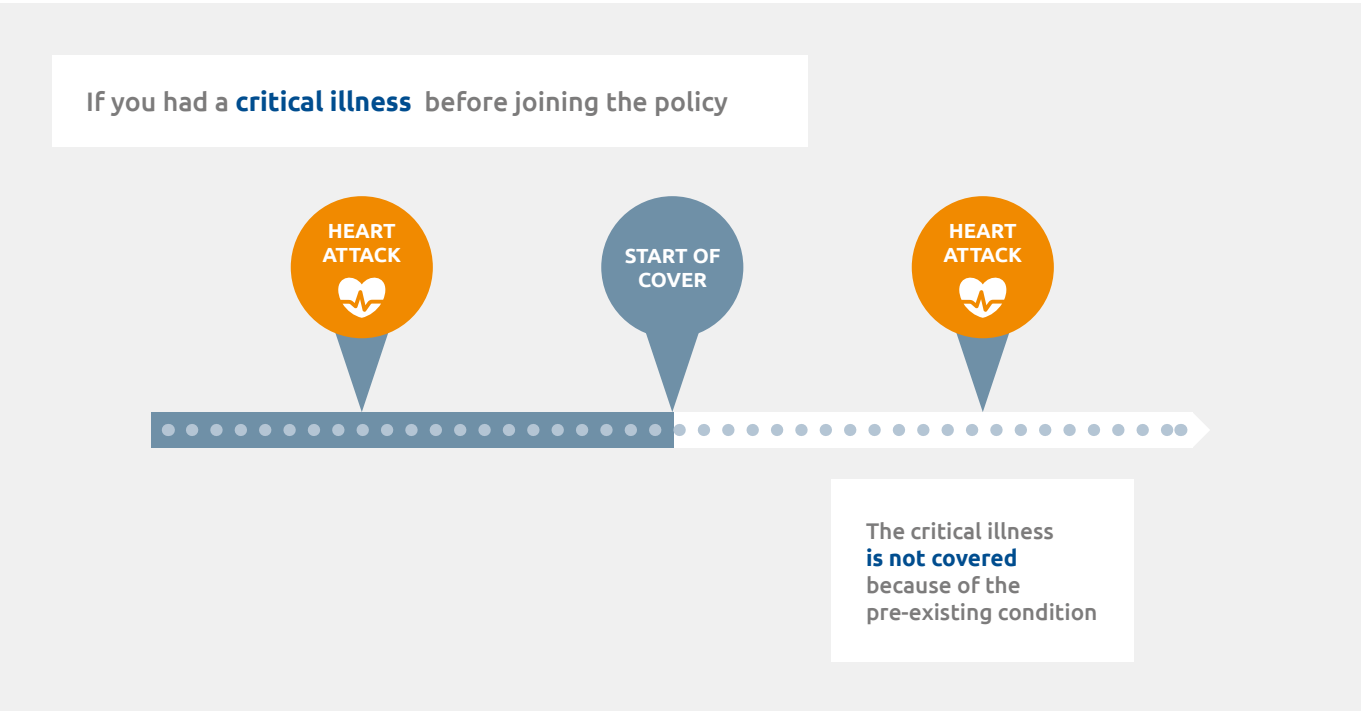 If you had a critical illness before joining the policy
HEART
ATTACK
START OF
COVER
HEART
ATTACK
The critical illness
is not covered
because of the
pre-existing condition